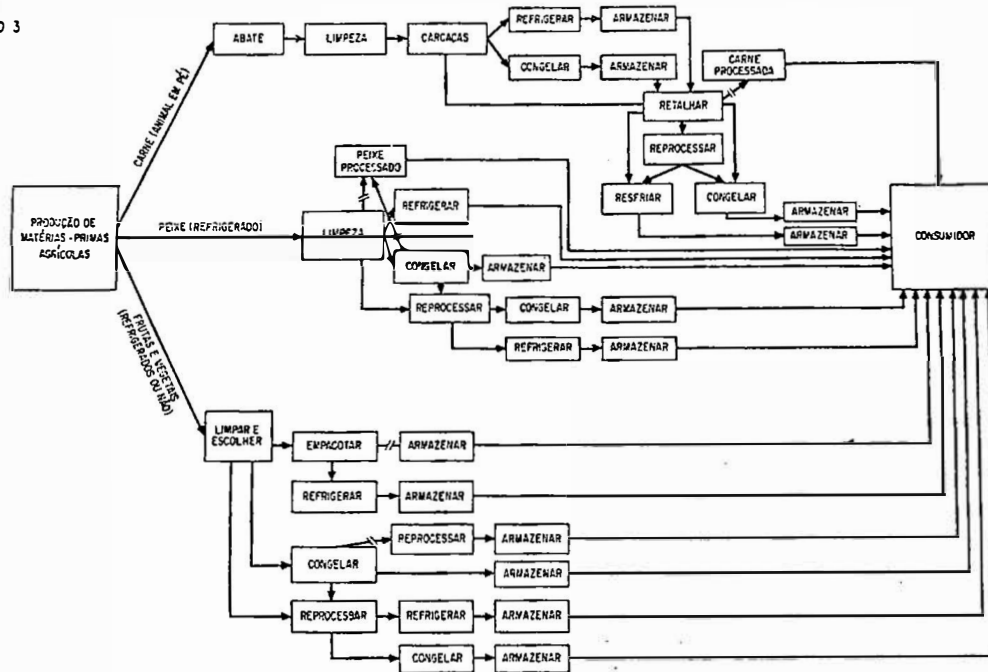 O 3
ABATE
LIMPEZA
CARCAÇAS
REFRIGERAR
ARMAZENAR
CONGELAR
ARMAZENAR
CARNE
PROCESSADA
RETALHAR
REPROCESSAR
RESFRIAR
CONGELAR
ARMAZENAR
ARMAZENAR
CARNE (ANIMAL EM PÉ)
PRODUÇÃO DE
MATÉRIAS-PRIMAS
AGRÍCOLAS
PEIXE (REFRIGERADO)
PEIXE
PROCESSADO
LIMPEZA
REFRIGERAR
CONGELAR
ARMAZENAR
REPROCESSAR
CONGELAR
ARMAZENAR
REFRIGERAR
ARMAZENAR
CONSUMIDOR
FRUTAS E VEGETAIS
(REFRIGERADOS OU NÃO)
LIMPAR E
ESCOLHER
EMPACOTAR
ARMAZENAR
REFRIGERAR
ARMAZENAR
REPROCESSAR
ARMAZENAR
CONGELAR
ARMAZENAR
REPROCESSAR
REFRIGERAR
ARMAZENAR
CONGELAR
ARMAZENAR